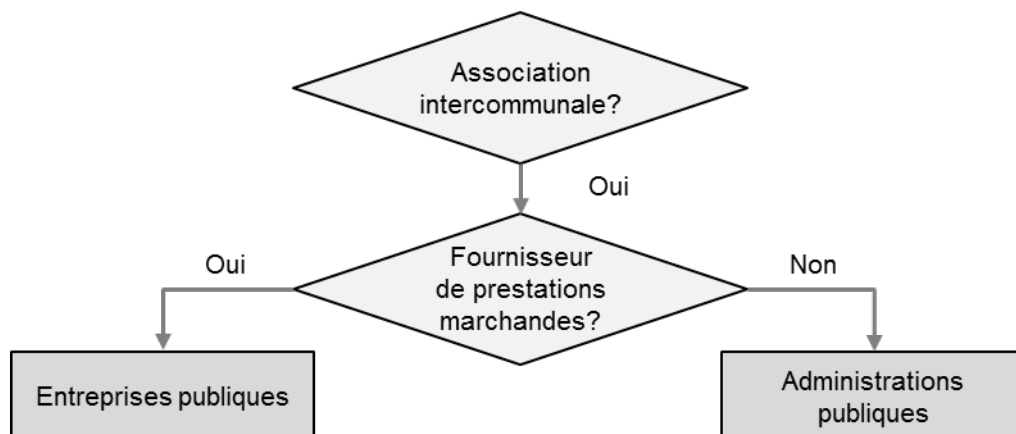 Association
intercommunale?
Oui
Fournisseur
de prestations
marchandes?
Oui
Non
Entreprises publiques
Administrations
publiques